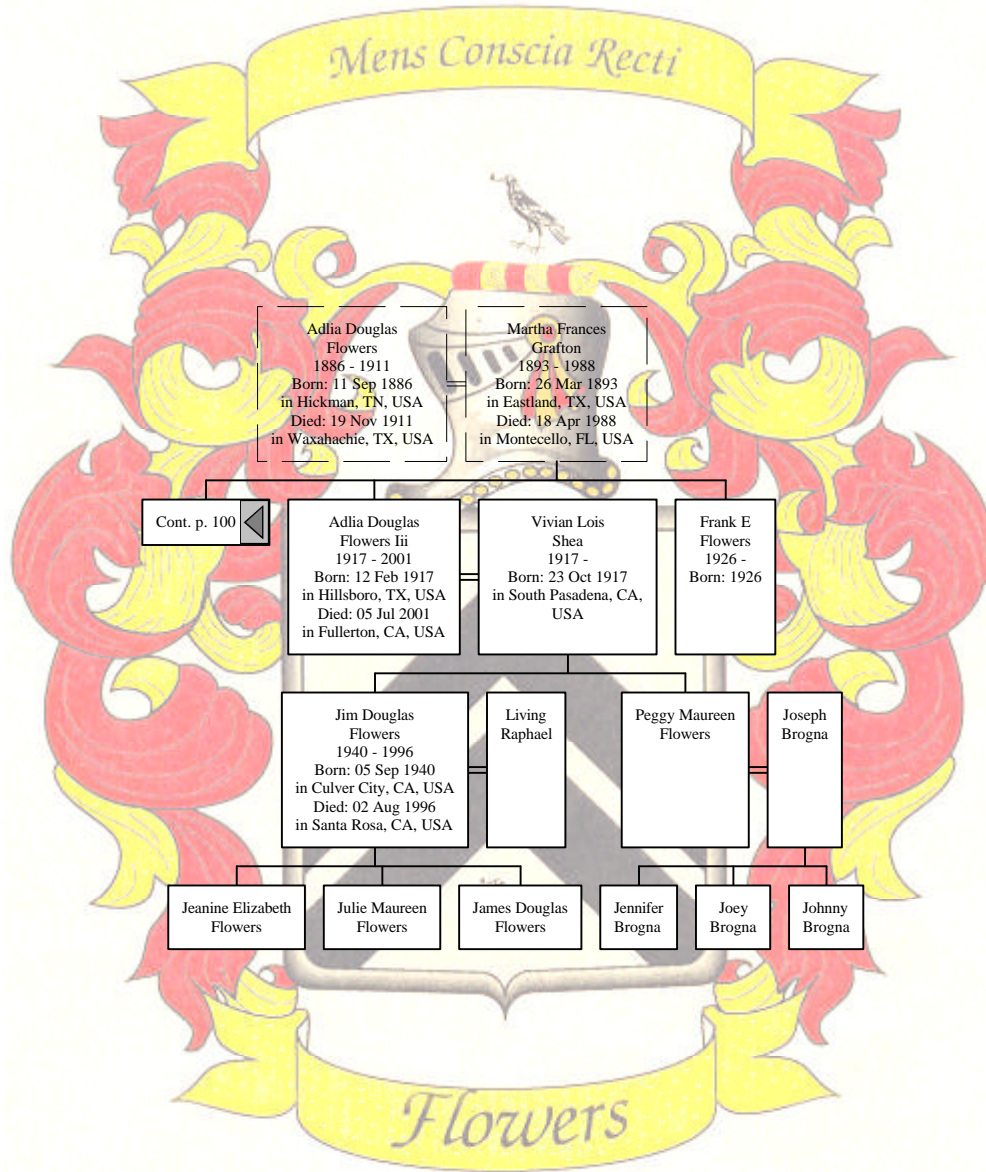 Mens Conscia Recti
Adlia Douglas
Flowers
1886 - 1911
Born: 11 Sep 1886
in Hickman, TN, USA
Died: 19 Nov 1911
in Waxahachie, TX, USA
Martha Frances
Grafton
1893 - 1988
Born: 26 Mar 1893
in Eastland, TX, USA
Died: 18 Apr 1988
in Montecello, FL, USA
Cont. p. 100
Adlia Douglas
Flowers Iii
1917 - 2001
Born: 12 Feb 1917
in Hillsboro, TX, USA
Died: 05 Jul 2001
in Fullerton, CA, USA
Vivian Lois
Shea
1917 -
Born: 23 Oct 1917
in South Pasadena, CA,
USA
Frank E
Flowers
1926 -
Born: 1926
Jim Douglas
Flowers
1940 - 1996
Born: 05 Sep 1940
in Culver City, CA, USA
Died: 02 Aug 1996
in Santa Rosa, CA, USA
Living
Raphael
Peggy Maureen
Flowers
Joseph
Brogna
Jeanine Elizabeth
Flowers
Julie Maureen
Flowers
James Douglas
Flowers
Jennifer
Brogna
Joey
Brogna
Johnny
Brogna
Flowers